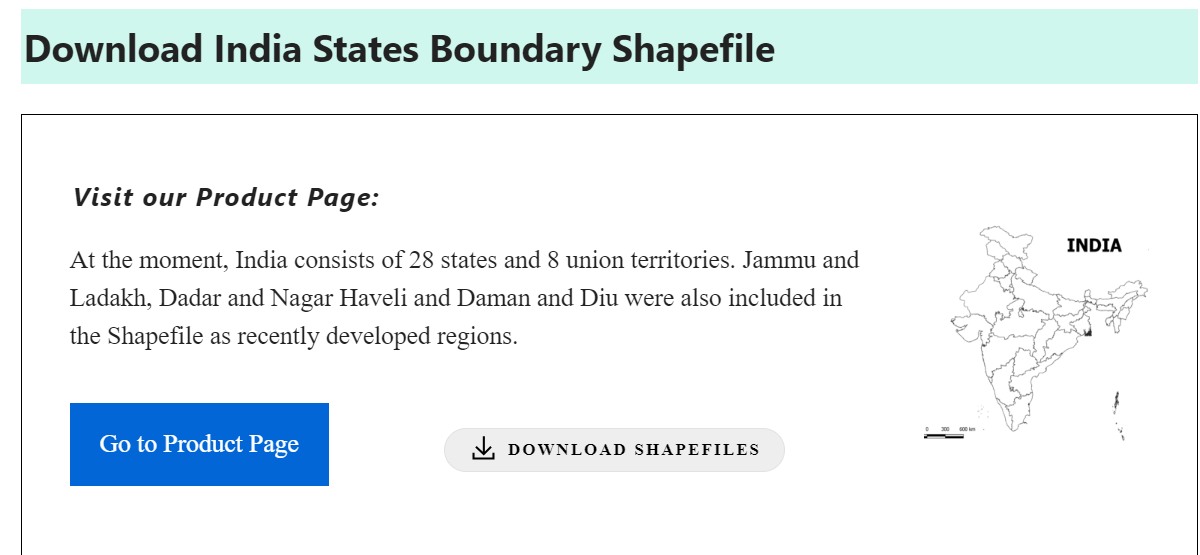 Download India States Boundary Shapefile
Visit our Product Page:
At the moment, India consists of 28 states and 8 union territories. Jammu and
Ladakh, Dadar and Nagar Haveli and Daman and Diu were also included in
the Shapefile as recently developed regions.
INDIA
0 300 600 km
Go to Product Page
DOWNLOAD SHAPEFILES